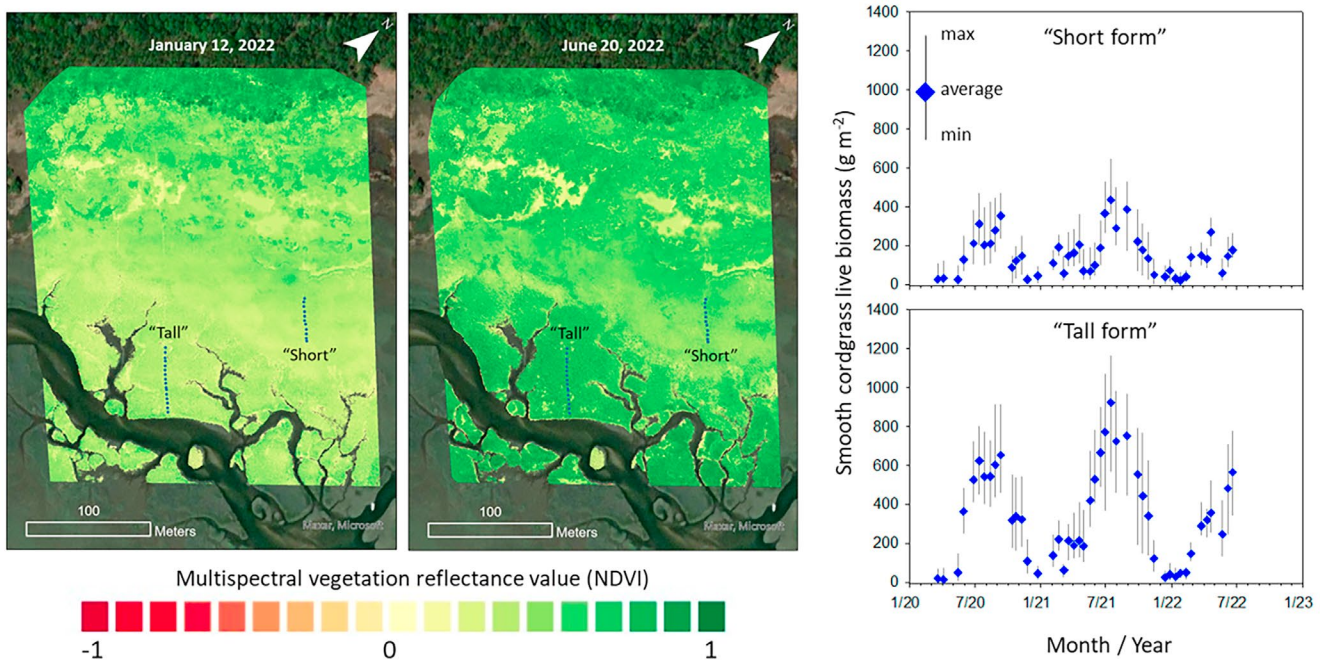 January 12, 2022
N
"Tall"
"Short"
100
Meters
Maxar, Microsoft
June 20, 2022
N
"Tall"
"Short"
100
Meters
Maxar, Microsoft
Multispectral vegetation reflectance value (NDVI)
-1
0
1
Smooth cordgrass live biomass (g m-2)
"Short form"
max
average
min
1400
1200
1000
800
600
400
200
0
"Tall form"
1400
1200
1000
800
600
400
200
0
1/20
7/20
1/21
7/21
1/22
7/22
1/23
Month / Year